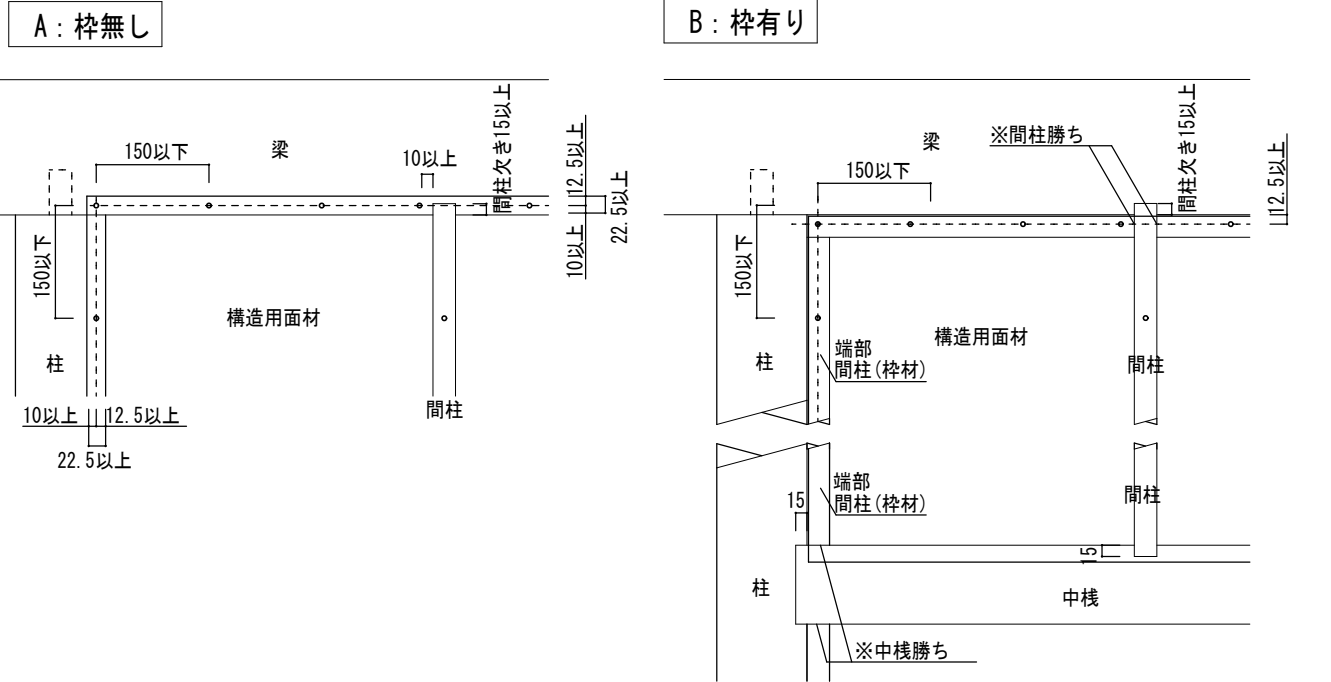 A：枠無し
150以下
梁
10以上
間柱欠き15以上
12.5以上
10以上
22.5以上
150以下
構造用面材
柱
間柱
10以上
12.5以上
22.5以上
B：枠有り
梁
※間柱勝ち
150以下
間柱欠き15以上
12.5以上
150以下
構造用面材
端部
間柱(枠材)
柱
間柱
端部
間柱(枠材)
間柱
15
15
柱
中桟
※中桟勝ち